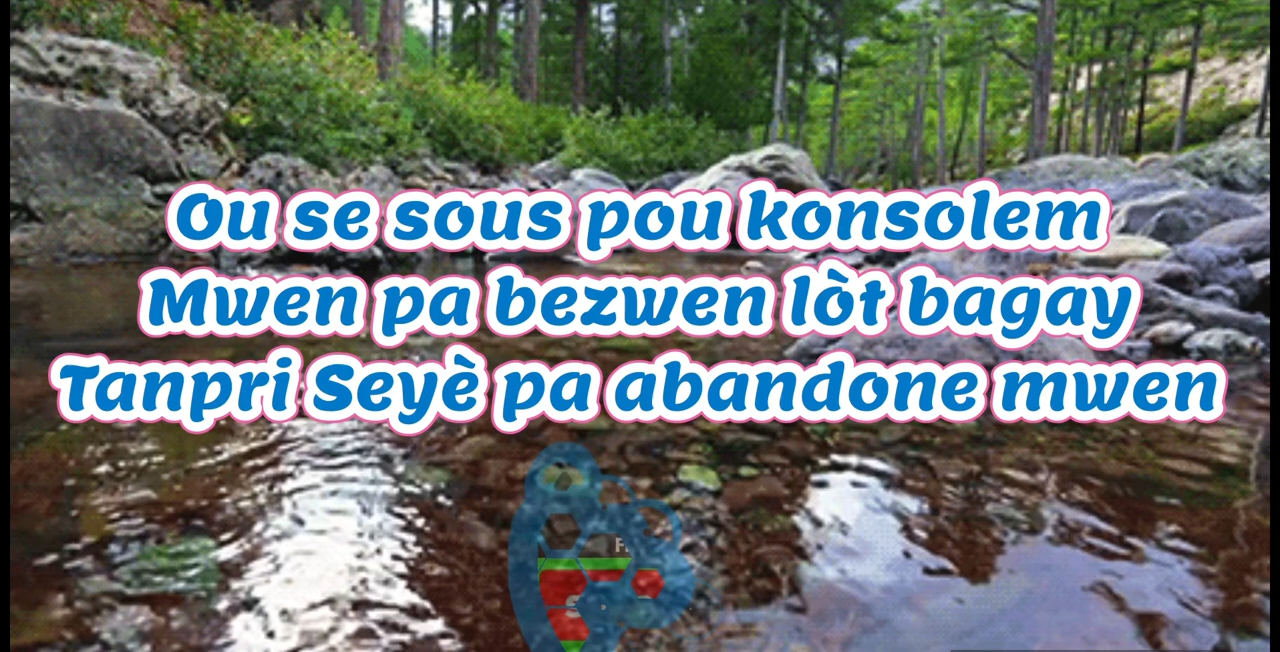 Ou se sous pou konsolem
Mwen pa bezwen lòt bagay
Tanpri Seyè pa abandone mwen